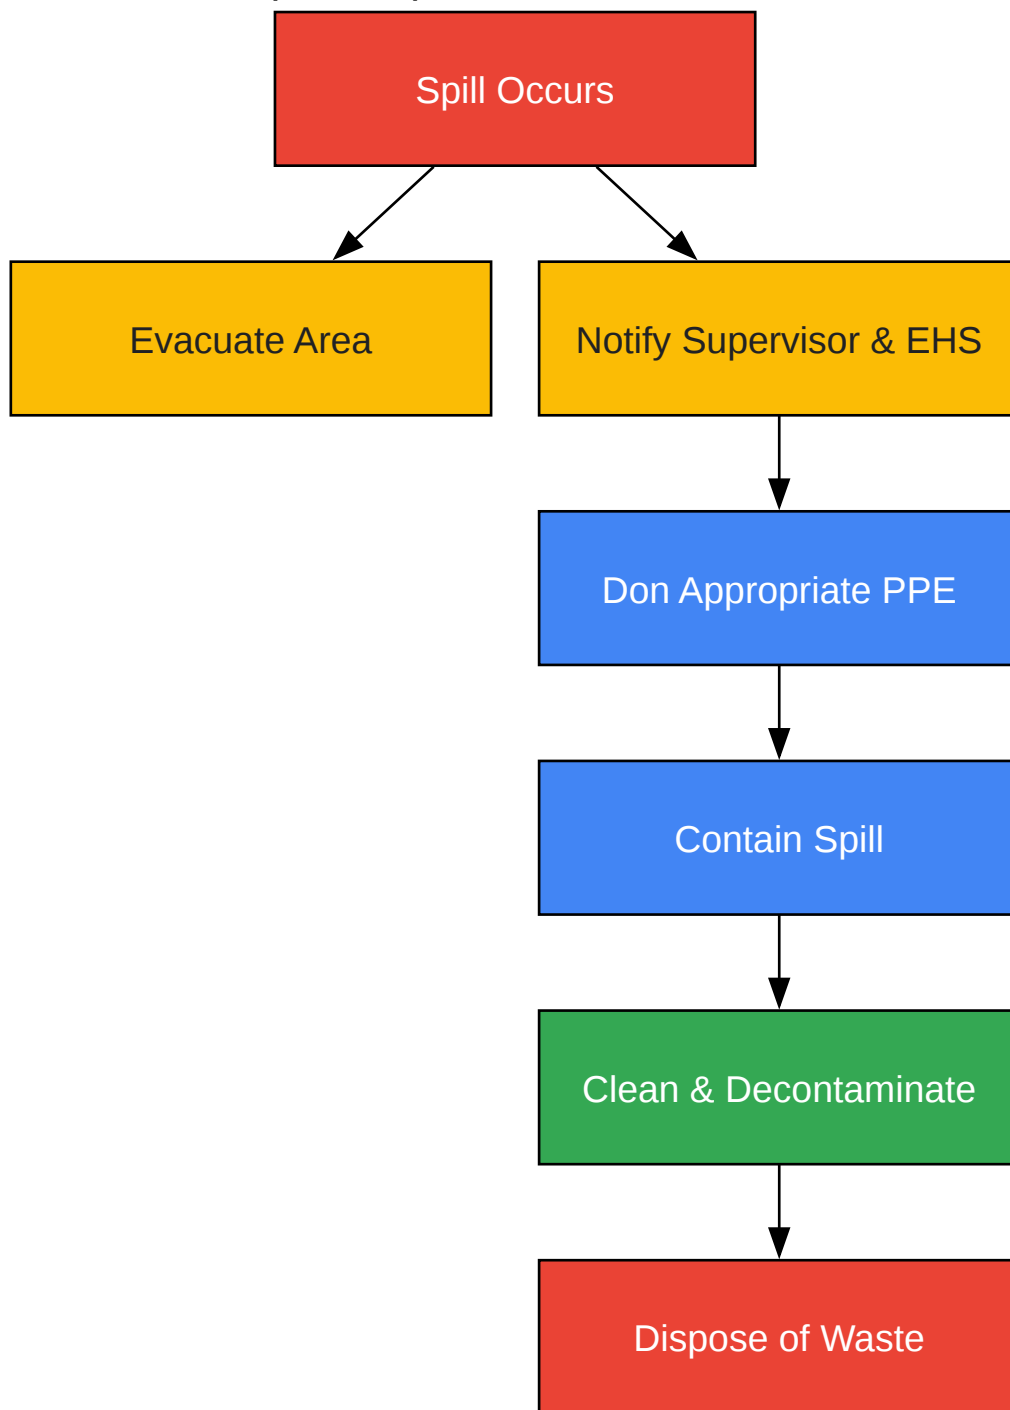 Spill Occurs
Evacuate Area
Notify Supervisor & EHS
Don Appropriate PPE
Contain Spill
Clean & Decontaminate
Dispose of Waste